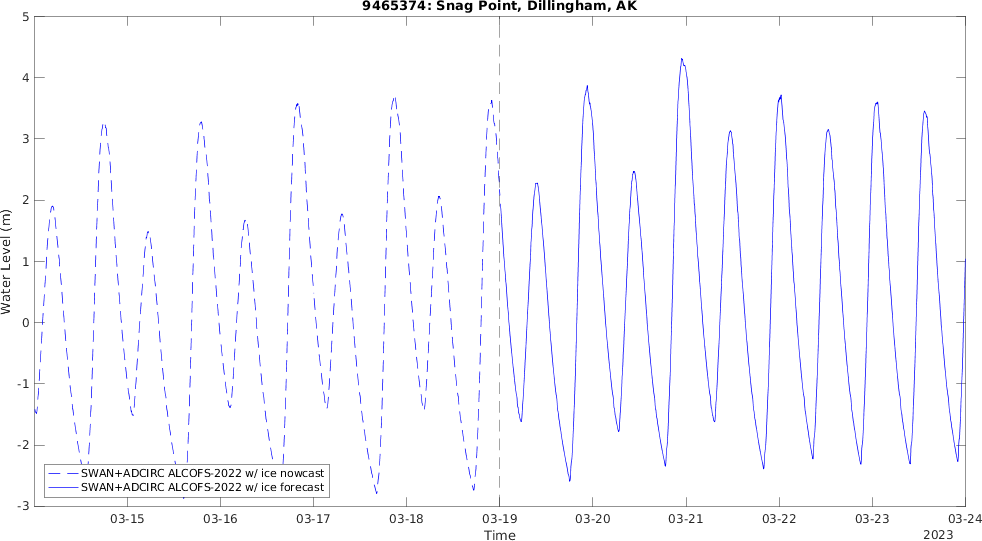 9465374: Snag Point, Dillingham, AK
Water Level (m)
5
4
3
2
1
0
-1
-2
-3
SWAN+ADCIRC ALCOFS-2022 w/ ice nowcast
SWAN+ADCIRC ALCOFS-2022 w/ ice forecast
03-15 03-16 03-17 03-18 03-19 03-20 03-21 03-22 03-23 03-24
Time
2023